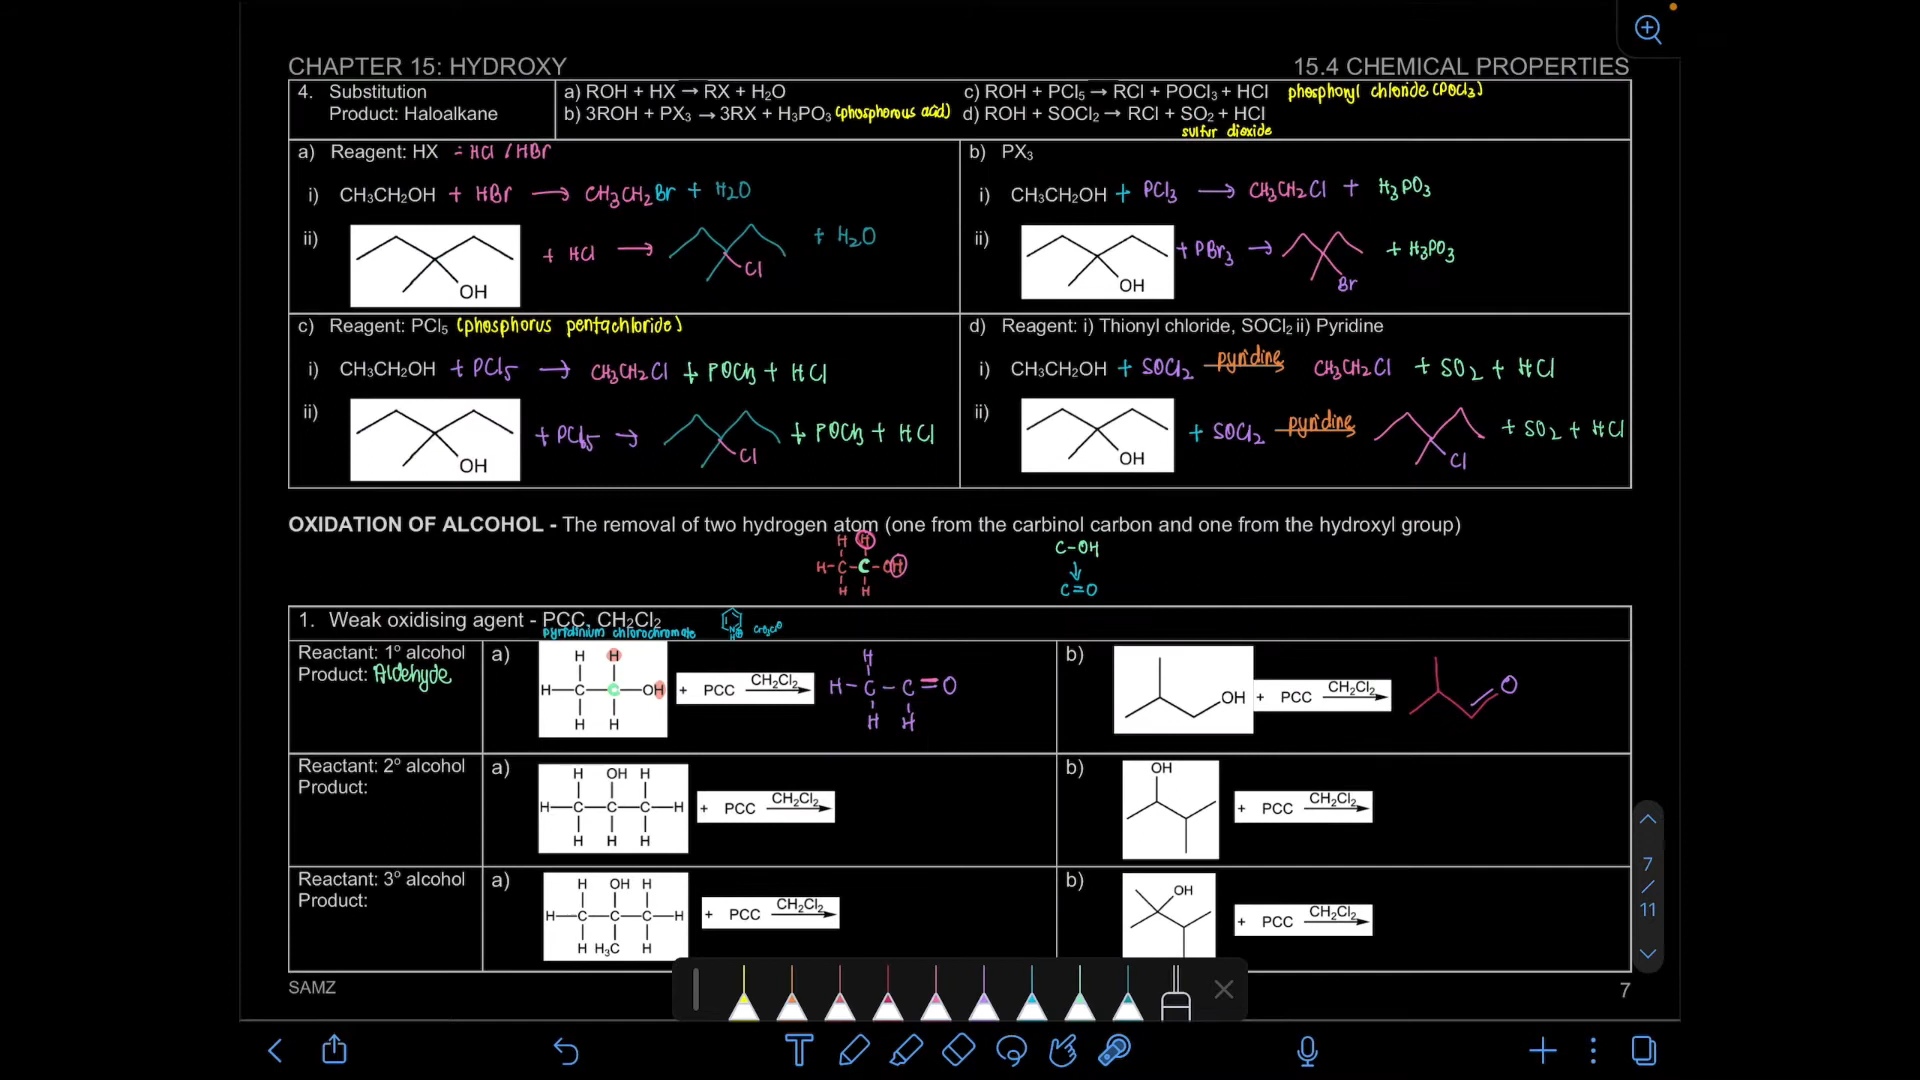 CHAPTER 15: HYDROXY 15.4 CHEMICAL PROPERTIES
4. Substitution
Product: Haloalkane
a) ROH + HX → RX + H₂O
b) 3ROH + PX₃ → 3RX + H₃PO₃ (phosphorous acid)
c) ROH + PCl₅ → RCl + POCl₃ + HCl phosphoryl chloride (POCl₃)
d) ROH + SOCl₂ → RCl + SO₂ + HCl
sulfur dioxide
a) Reagent: HX = HCl / HBr
i) CH₃CH₂OH + HBr → CH₃CH₂Br + H₂O
ii) OH + HCl → Cl + H₂O
b) PX₃
i) CH₃CH₂OH + PCl₃ → CH₃CH₂Cl + H₃PO₃
ii) OH + PBr₃ → Br + H₃PO₃
c) Reagent: PCl₅ (phosphorus pentachloride)
i) CH₃CH₂OH + PCl₅ → CH₃CH₂Cl + POCl₃ + HCl
ii) OH + PCl₅ → Cl + POCl₃ + HCl
d) Reagent: i) Thionyl chloride, SOCl₂ ii) Pyridine
i) CH₃CH₂OH + SOCl₂ pyridine CH₃CH₂Cl + SO₂ + HCl
ii) OH + SOCl₂ pyridine Cl + SO₂ + HCl
OXIDATION OF ALCOHOL - The removal of two hydrogen atom (one from the carbinol carbon and one from the hydroxyl group)
H H
H-C-C-OH
H H
C-OH
↓
C=O
1. Weak oxidising agent - PCC, CH₂Cl₂
pyridinium chlorochromate
Reactant: 1° alcohol
Product: Aldehyde
a)
H H
H—C—C—OH + PCC CH₂Cl₂ →
H H
H
H-C-C=O
H H
b) OH + PCC CH₂Cl₂ → O
Reactant: 2° alcohol
Product:
a)
H OH H
H—C—C—C—H + PCC CH₂Cl₂ →
H H H
b) OH + PCC CH₂Cl₂ →
Reactant: 3° alcohol
Product:
a)
H OH H
H—C—C—C—H + PCC CH₂Cl₂ →
H H₃C H
b) OH + PCC CH₂Cl₂ →
SAMZ 7
7
/
11
T